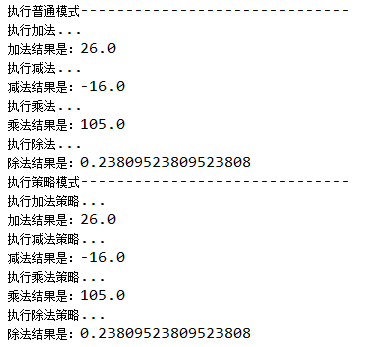 执行普通模式------------------------------
执行加法...
加法结果是：26.0
执行减法...
减法结果是：-16.0
执行乘法...
乘法结果是：105.0
执行除法...
除法结果是：0.23809523809523808
执行策略模式------------------------------
执行加法策略...
加法结果是：26.0
执行减法策略...
减法结果是：-16.0
执行乘法策略...
乘法结果是：105.0
执行除法策略...
除法结果是：0.23809523809523808